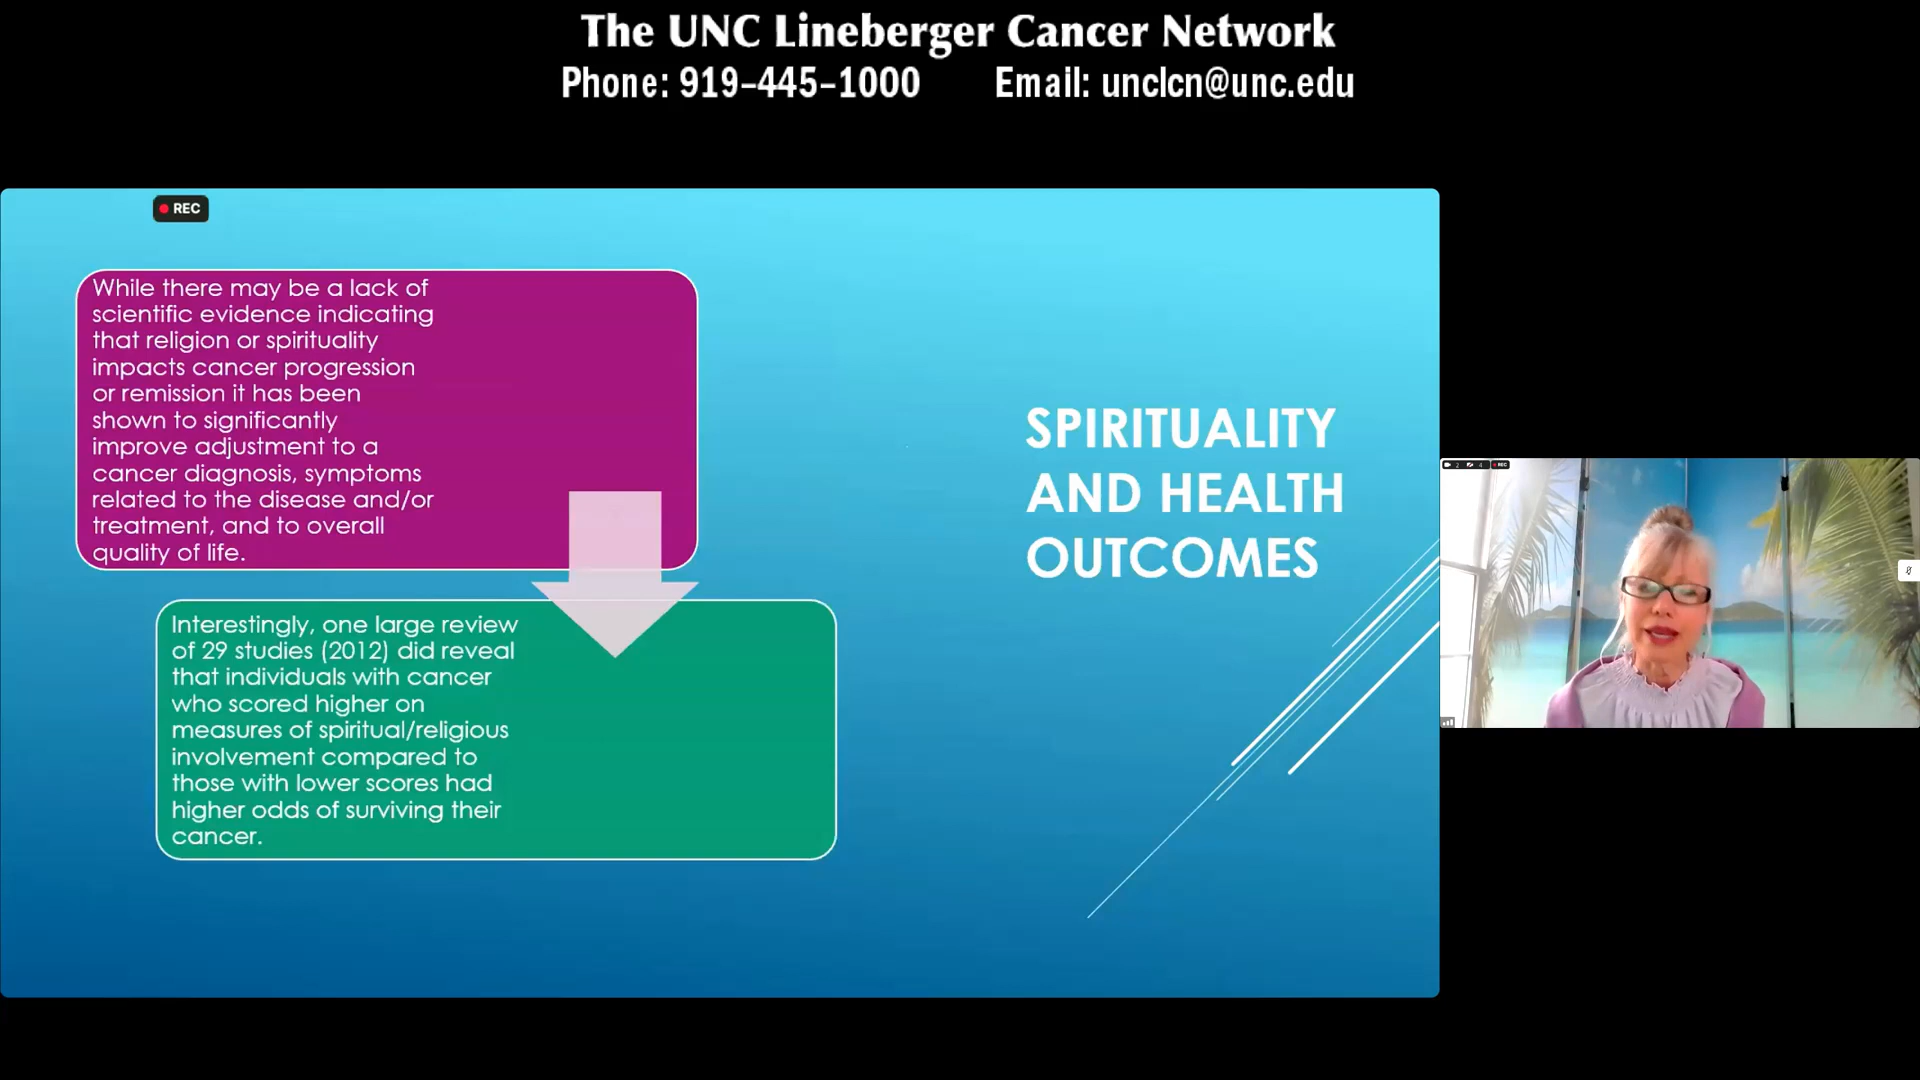 The UNC Lineberger Cancer Network
Phone: 919-445-1000 Email: unclcn@unc.edu
REC
While there may be a lack of
scientific evidence indicating
that religion or spirituality
impacts cancer progression
or remission it has been
shown to significantly
improve adjustment to a
cancer diagnosis, symptoms
related to the disease and/or
treatment, and to overall
quality of life.
Interestingly, one large review
of 29 studies (2012) did reveal
that individuals with cancer
who scored higher on
measures of spiritual/religious
involvement compared to
those with lower scores had
higher odds of surviving their
cancer.
SPIRITUALITY
AND HEALTH
OUTCOMES
2 4 REC